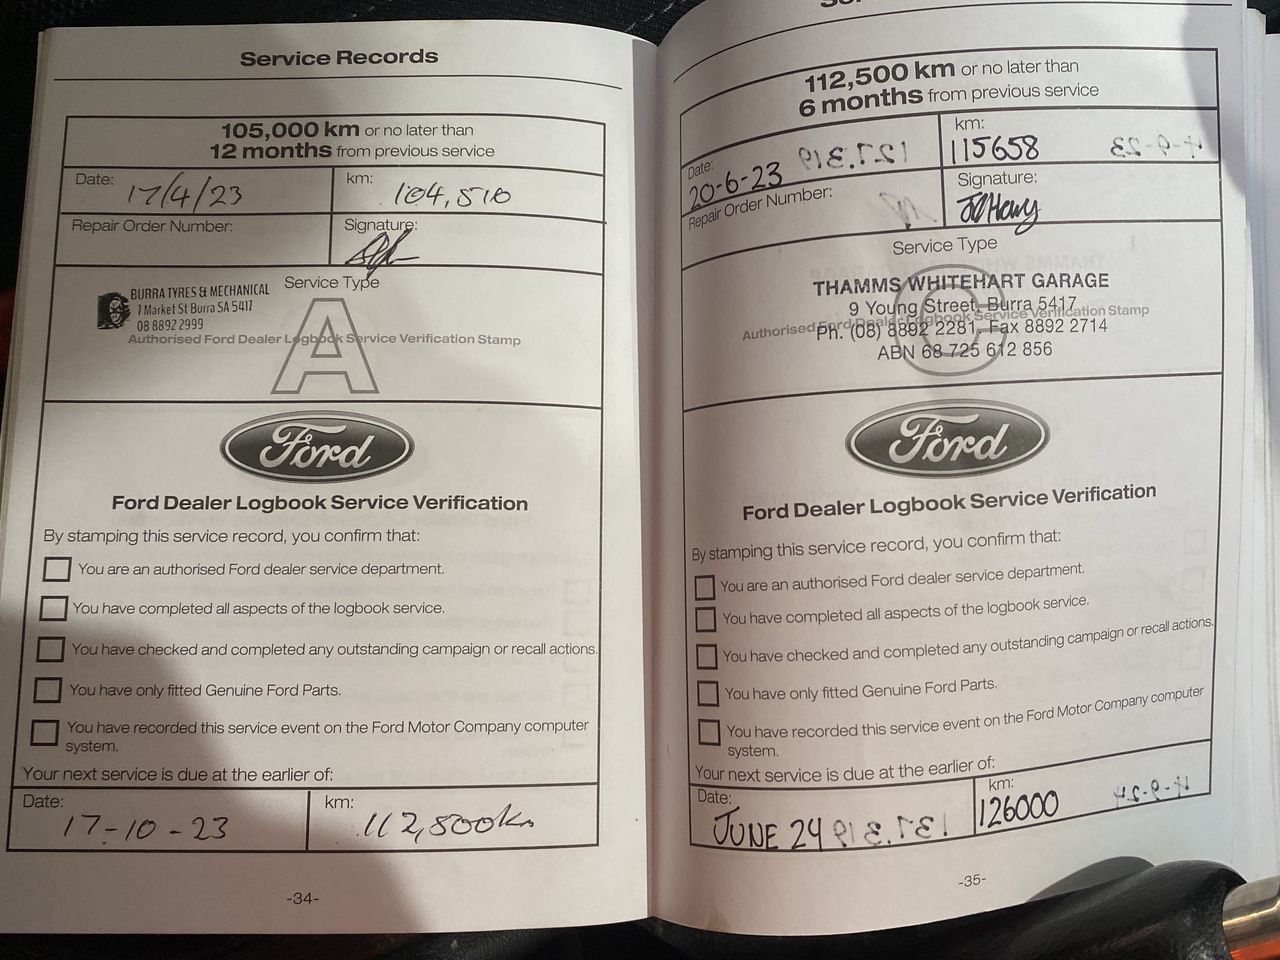 Service Records
105,000 km or no later than
12 months from previous service
Date: 17/4/23
km: 104,510
Repair Order Number:
Signature:
Service Type
BURRA TYRES & MECHANICAL
1 Market St Burra SA 5417
08 8892 2999
Authorised Ford Dealer Logbook Service Verification Stamp
A
Ford
Ford Dealer Logbook Service Verification
By stamping this service record, you confirm that:
You are an authorised Ford dealer service department.
You have completed all aspects of the logbook service.
You have checked and completed any outstanding campaign or recall actions.
You have only fitted Genuine Ford Parts.
You have recorded this service event on the Ford Motor Company computer
system.
Your next service is due at the earlier of:
Date: 17-10-23
km: 112,500km
-34-
112,500 km or no later than
6 months from previous service
Date: 20-6-23
km: 115658
Repair Order Number:
Signature:
Service Type
THAMMS WHITEHART GARAGE
9 Young Street, Burra 5417
Authorised Ford Dealer Logbook Service Verification Stamp
Ph. (08) 8892 2281, Fax 8892 2714
ABN 68 725 612 856
C
Ford
Ford Dealer Logbook Service Verification
By stamping this service record, you confirm that:
You are an authorised Ford dealer service department.
You have completed all aspects of the logbook service.
You have checked and completed any outstanding campaign or recall actions.
You have only fitted Genuine Ford Parts.
You have recorded this service event on the Ford Motor Company computer
system.
Your next service is due at the earlier of:
Date: JUNE 24
km: 126000
-35-